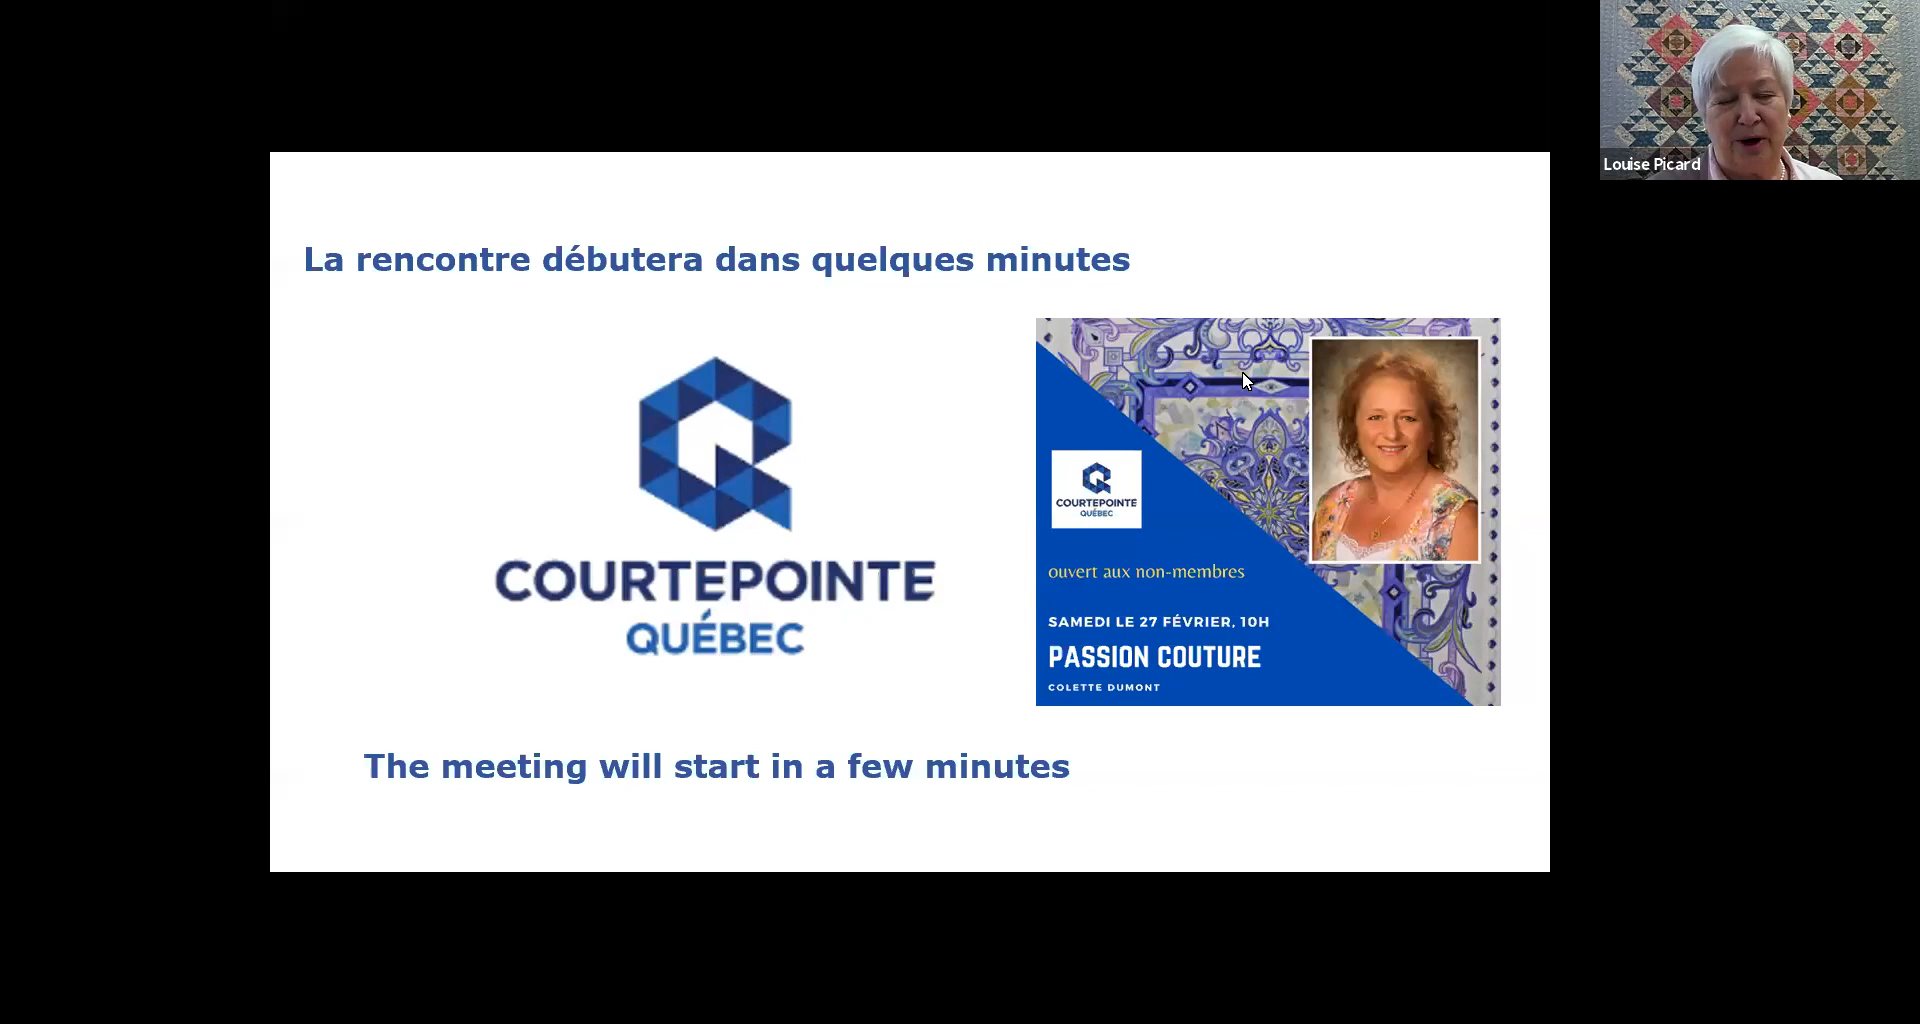 La rencontre débutera dans quelques minutes
COURTEPOINTE
QUÉBEC
COURTEPOINTE
QUÉBEC
ouvert aux non-membres
SAMEDI LE 27 FÉVRIER, 10H
PASSION COUTURE
COLETTE DUMONT
The meeting will start in a few minutes
Louise Picard